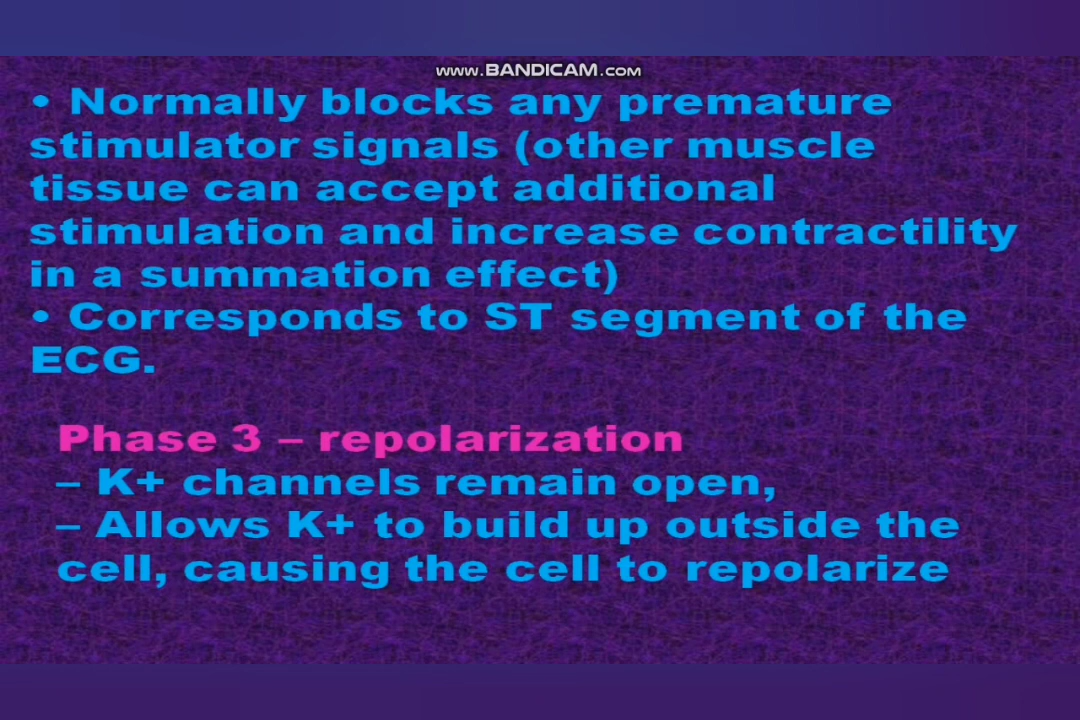 www.BANDICAM.com
• Normally blocks any premature
stimulator signals (other muscle
tissue can accept additional
stimulation and increase contractility
in a summation effect)
• Corresponds to ST segment of the
ECG.
Phase 3 – repolarization
– K+ channels remain open,
– Allows K+ to build up outside the
cell, causing the cell to repolarize